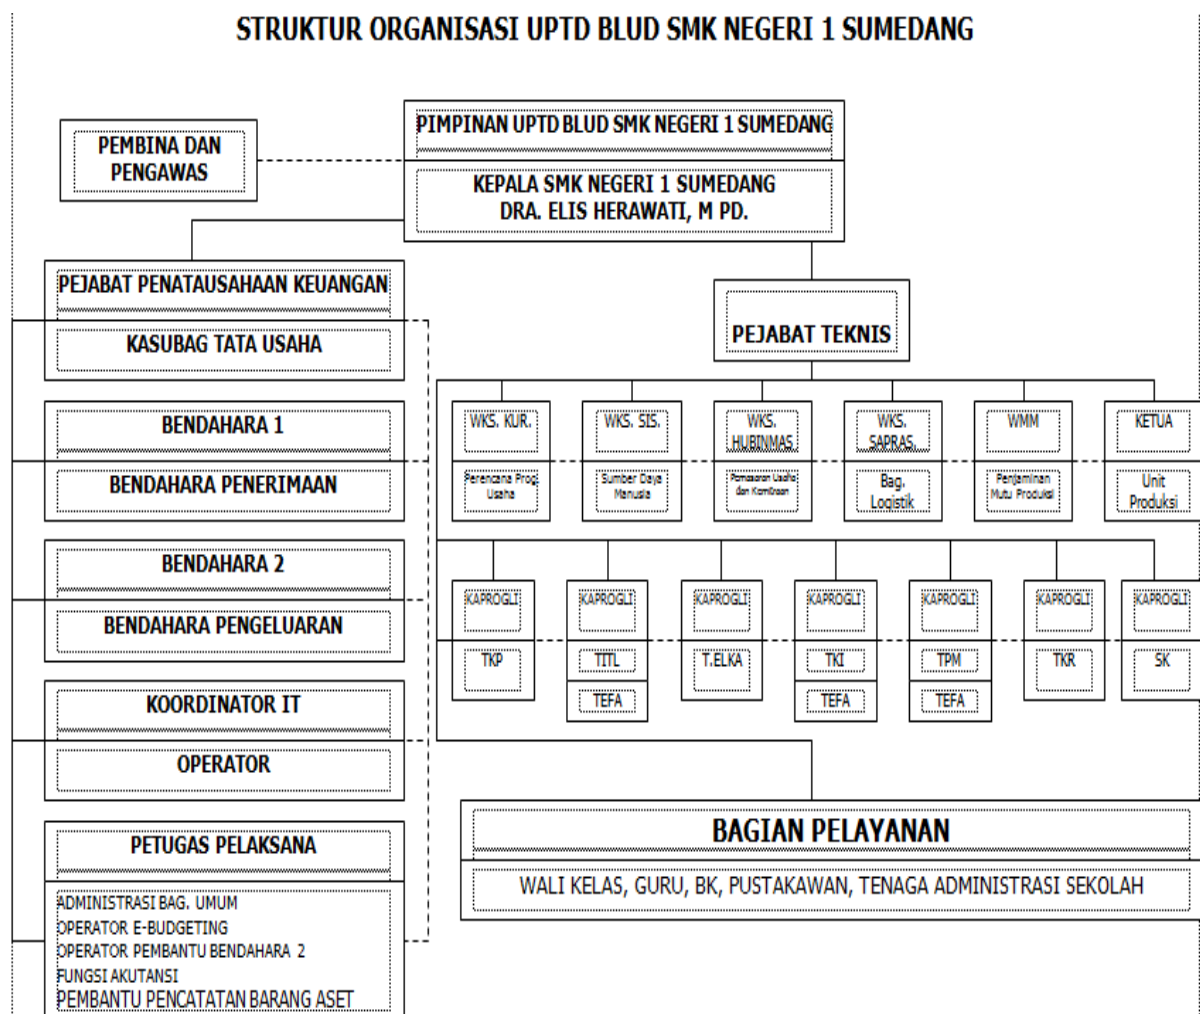 STRUKTUR ORGANISASI UPTD BLUD SMK NEGERI 1 SUMEDANG
PIMPINAN UPTD BLUD SMK NEGERI 1 SUMEDANG
KEPALA SMK NEGERI 1 SUMEDANG
DRA. ELIS HERAWATI, M PD.
PEMBINA DAN
PENGAWAS
PEJABAT PENATAUSAHAAN KEUANGAN
KASUBAG TATA USAHA
BENDAHARA 1
BENDAHARA PENERIMAAN
BENDAHARA 2
BENDAHARA PENGELUARAN
KOORDINATOR IT
OPERATOR
PETUGAS PELAKSANA
ADMINISTRASI BAG. UMUM
OPERATOR E-BUDGETING
OPERATOR PEMBANTU BENDAHARA 2
FUNGSI AKUTANSI
PEMBANTU PENCATATAN BARANG ASET
PEJABAT TEKNIS
WKS. KUR.
Perencana Prog.
Usaha
WKS. SIS.
Sumber Daya
Manusia
WKS.
HUBINMAS.
Pemasaran Usaha
dan Kemitraan
WKS.
SAPRAS.
Bag.
Logistik
WMM
Penjaminan
Mutu Produksi
KETUA
Unit
Produksi
KAPROGLI
TKP
KAPROGLI
TITL
TEFA
KAPROGLI
T.ELKA
KAPROGLI
TKI
TEFA
KAPROGLI
TPM
TEFA
KAPROGLI
TKR
KAPROGLI
SK
BAGIAN PELAYANAN
WALI KELAS, GURU, BK, PUSTAKAWAN, TENAGA ADMINISTRASI SEKOLAH